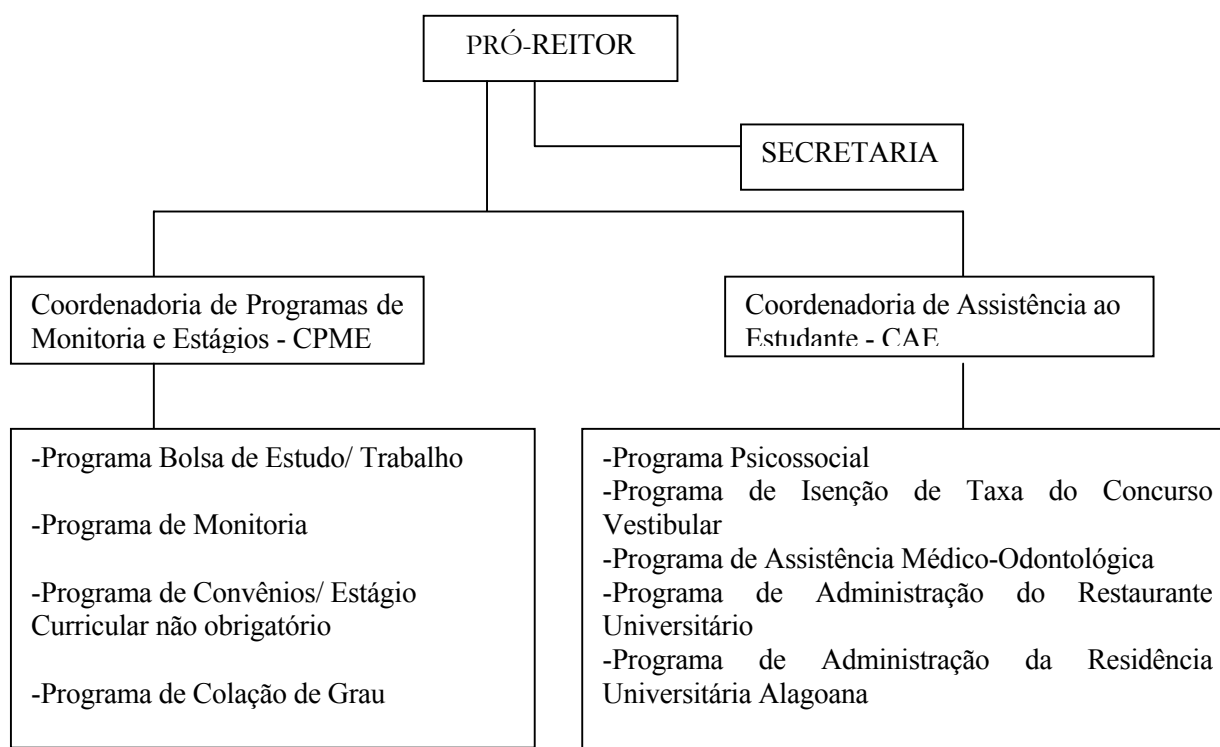 PRÓ-REITOR
SECRETARIA
Coordenadoria de Programas de
Monitoria e Estágios - CPME
Coordenadoria de Assistência ao
Estudante - CAE
-Programa Bolsa de Estudo/ Trabalho
-Programa de Monitoria
-Programa de Convênios/ Estágio
Curricular não obrigatório
-Programa de Colação de Grau
-Programa Psicossocial
-Programa de Isenção de Taxa do Concurso
Vestibular
-Programa de Assistência Médico-Odontológica
-Programa de Administração do Restaurante
Universitário
-Programa de Administração da Residência
Universitária Alagoana